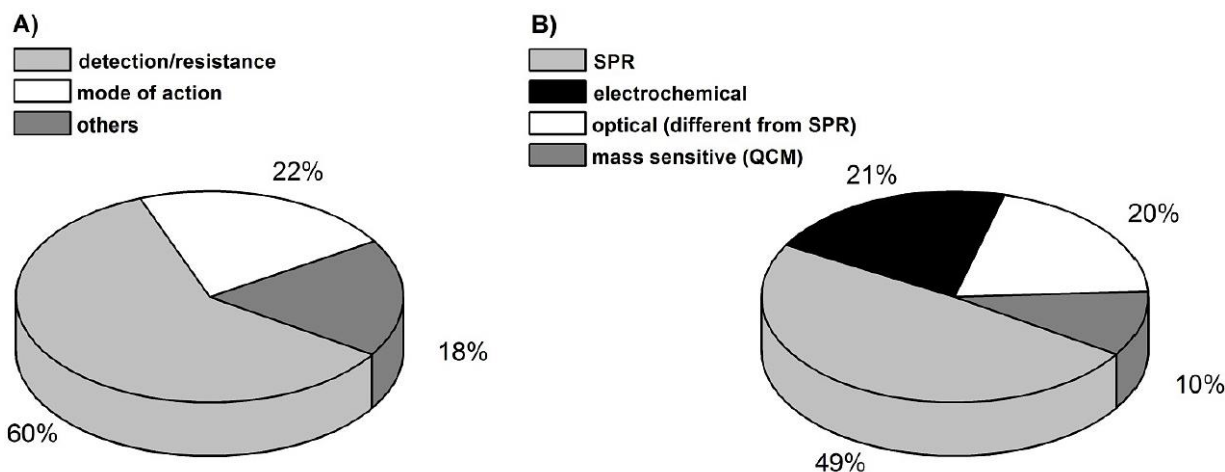 A)
detection/resistance
mode of action
others
22%
18%
60%
B)
SPR
electrochemical
optical (different from SPR)
mass sensitive (QCM)
21%
20%
10%
49%